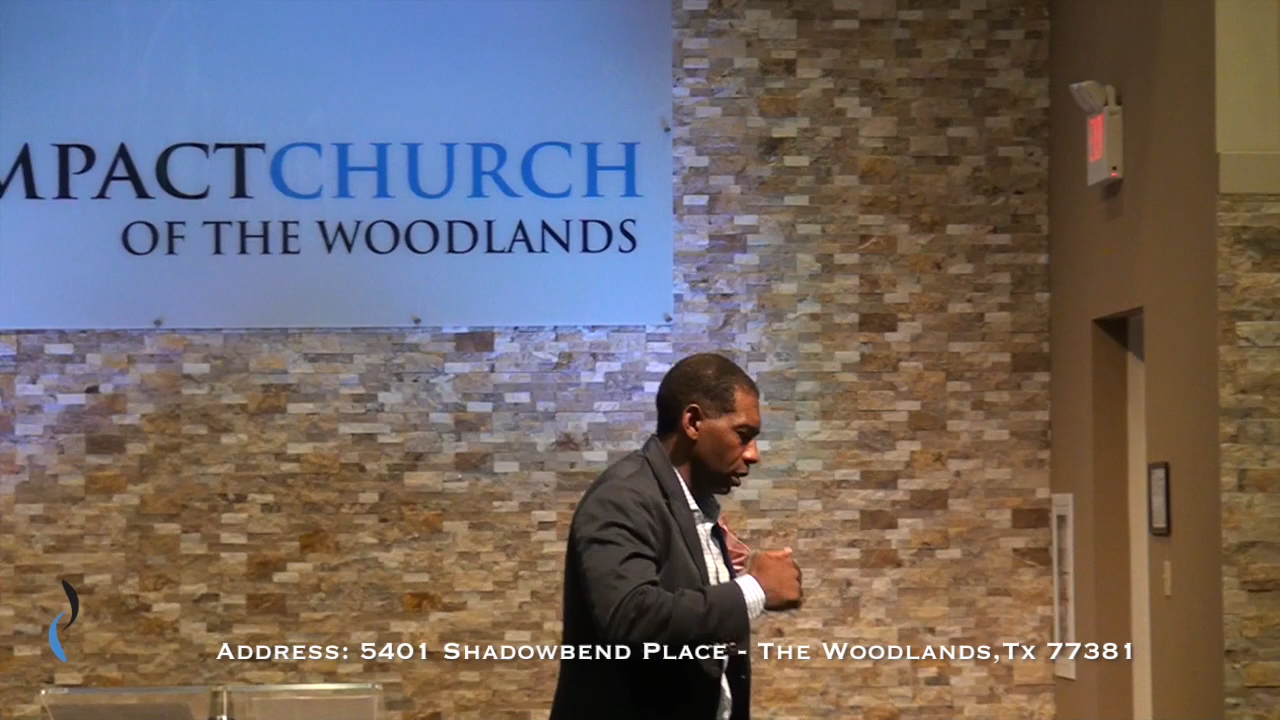 MPACTCHURCH
OF THE WOODLANDS
Address: 5401 Shadowbend Place - The Woodlands,Tx 77381